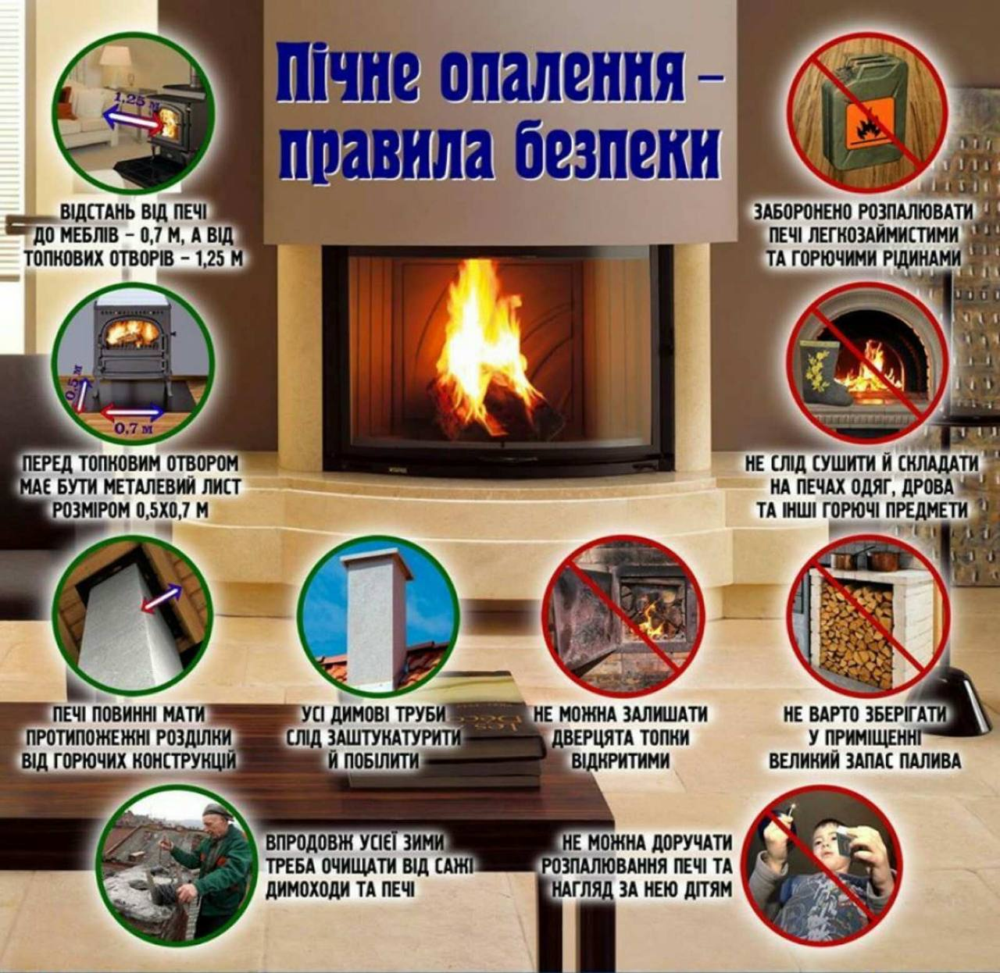 Пічне опалення –
правила безпеки
1,25 м
ВІДСТАНЬ ВІД ПЕЧІ
ДО МЕБЛІВ – 0,7 М, А ВІД
ТОПКОВИХ ОТВОРІВ – 1,25 М
ЗАБОРОНЕНО РОЗПАЛЮВАТИ
ПЕЧІ ЛЕГКОЗАЙМИСТИМИ
ТА ГОРЮЧИМИ РІДИНАМИ
0,5 м
0,7 м
ПЕРЕД ТОПКОВИМ ОТВОРОМ
МАЄ БУТИ МЕТАЛЕВИЙ ЛИСТ
РОЗМІРОМ 0,5Х0,7 М
НЕ СЛІД СУШИТИ Й СКЛАДАТИ
НА ПЕЧАХ ОДЯГ, ДРОВА
ТА ІНШІ ГОРЮЧІ ПРЕДМЕТИ
ПЕЧІ ПОВИННІ МАТИ
ПРОТИПОЖЕЖНІ РОЗДІЛКИ
ВІД ГОРЮЧИХ КОНСТРУКЦІЙ
УСІ ДИМОВІ ТРУБИ
СЛІД ЗАШТУКАТУРИТИ
Й ПОБІЛИТИ
НЕ МОЖНА ЗАЛИШАТИ
ДВЕРЦЯТА ТОПКИ
ВІДКРИТИМИ
НЕ ВАРТО ЗБЕРІГАТИ
У ПРИМІЩЕННІ
ВЕЛИКИЙ ЗАПАС ПАЛИВА
ВПРОДОВЖ УСІЄЇ ЗИМИ
ТРЕБА ОЧИЩАТИ ВІД САЖІ
ДИМОХОДИ ТА ПЕЧІ
НЕ МОЖНА ДОРУЧАТИ
РОЗПАЛЮВАННЯ ПЕЧІ ТА
НАГЛЯД ЗА НЕЮ ДІТЯМ